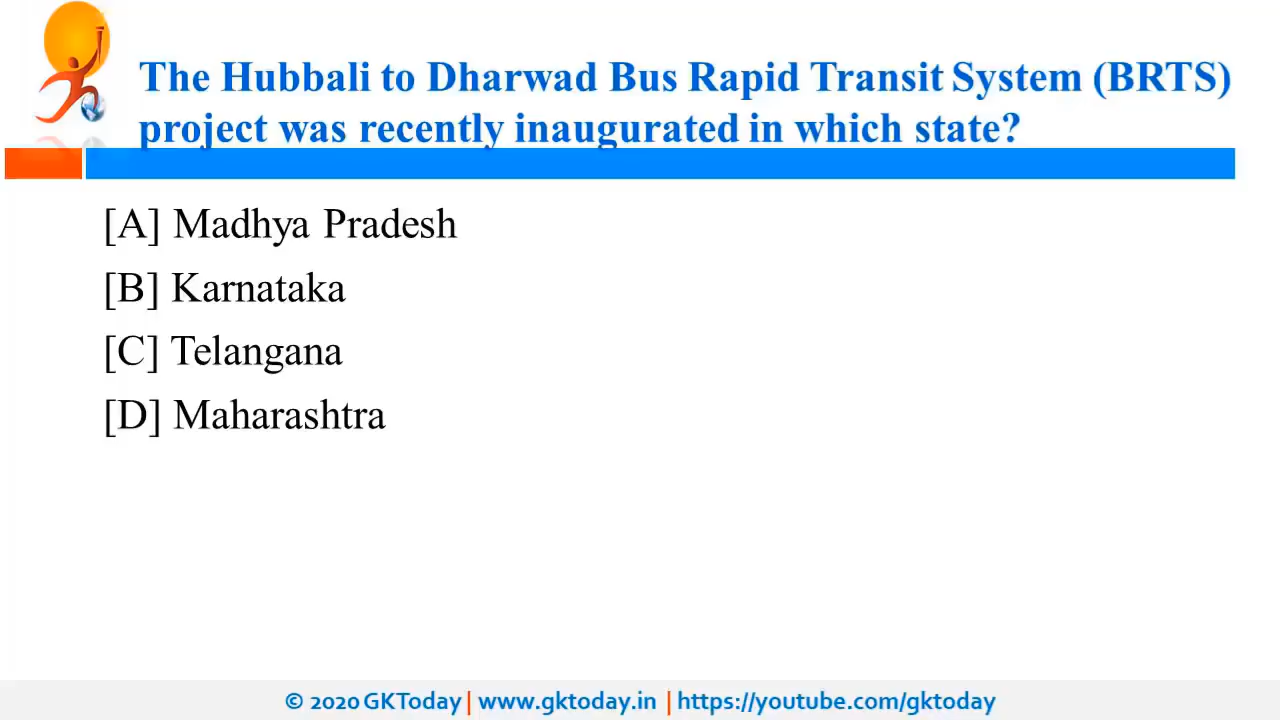 The Hubbali to Dharwad Bus Rapid Transit System (BRTS)
project was recently inaugurated in which state?
[A] Madhya Pradesh
[B] Karnataka
[C] Telangana
[D] Maharashtra
© 2020 GKToday | www.gktoday.in | https://youtube.com/gktoday